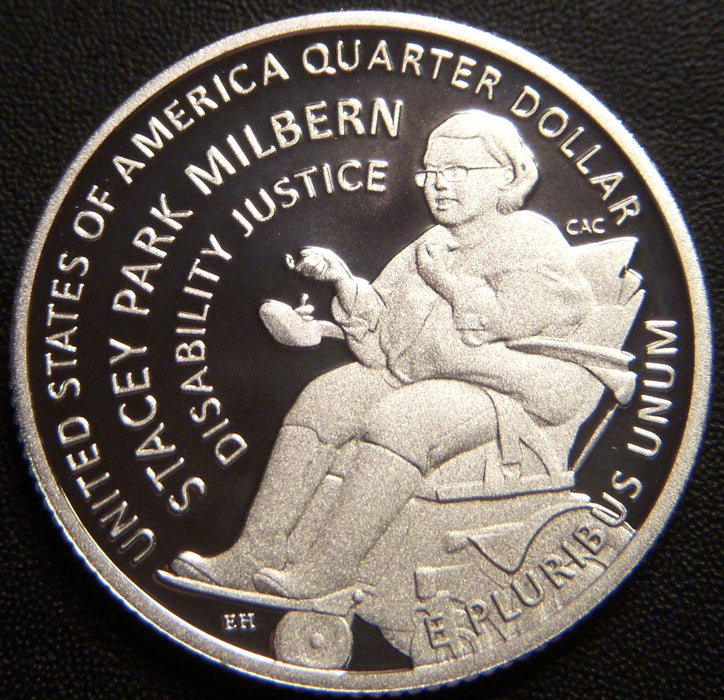 UNITED STATES OF AMERICA QUARTER DOLLAR
STACEY PARK MILBERN
DISABILITY JUSTICE
CAC
E PLURIBUS UNUM
EH